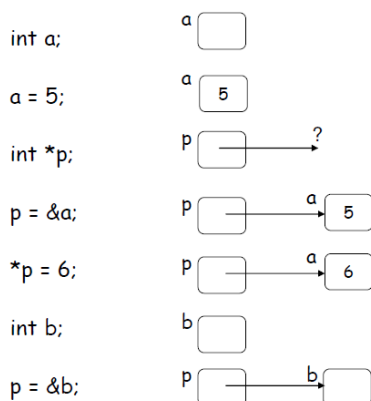 int a; a
a = 5; a 5
int *p; p ?
p = &a; p a 5
*p = 6; p a 6
int b; b
p = &b; p b